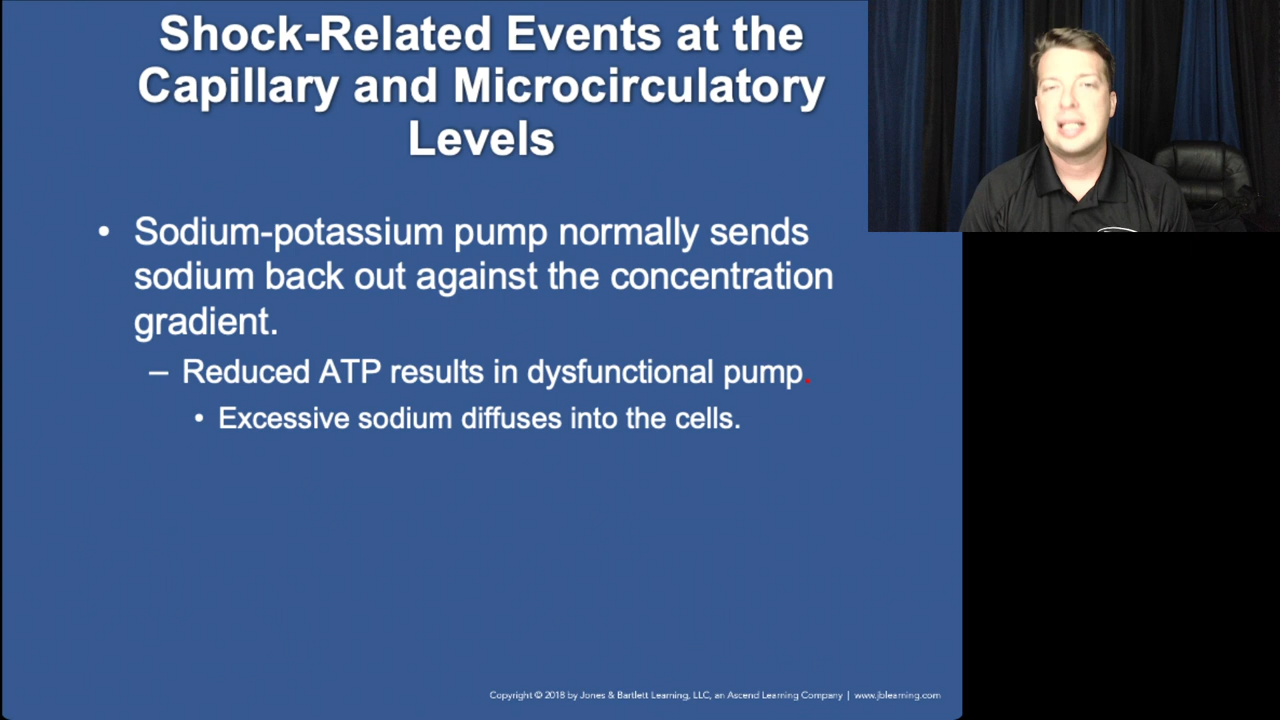 Shock-Related Events at the
Capillary and Microcirculatory
Levels
• Sodium-potassium pump normally sends
sodium back out against the concentration
gradient.
– Reduced ATP results in dysfunctional pump.
• Excessive sodium diffuses into the cells.
Copyright © 2018 by Jones & Bartlett Learning, LLC, an Ascend Learning Company | www.jblearning.com